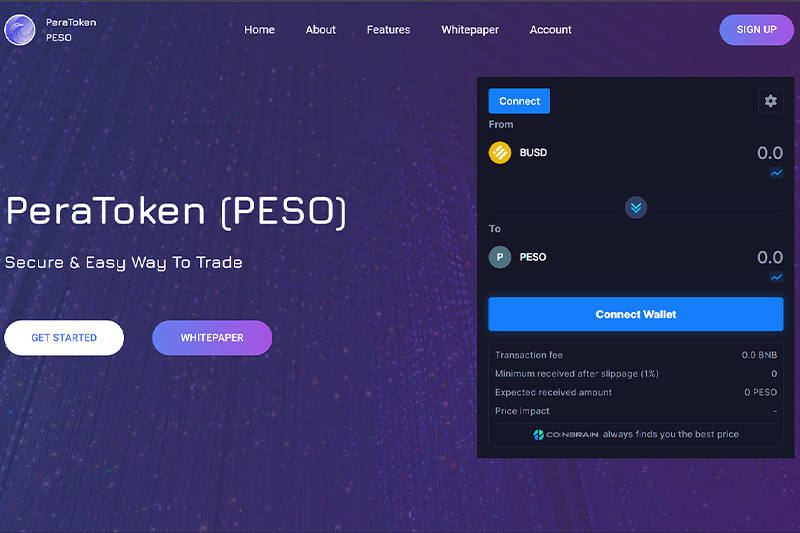 PeraToken
PESO
Home About Features Whitepaper Account
SIGN UP
PeraToken (PESO)
Secure & Easy Way To Trade
GET STARTED WHITEPAPER
Connect
From
BUSD 0.0
To
P PESO 0.0
Connect Wallet
Transaction fee 0.0 BNB
Minimum received after slippage (1%) 0
Expected received amount 0 PESO
Price impact -
COINBRAIN always finds you the best price